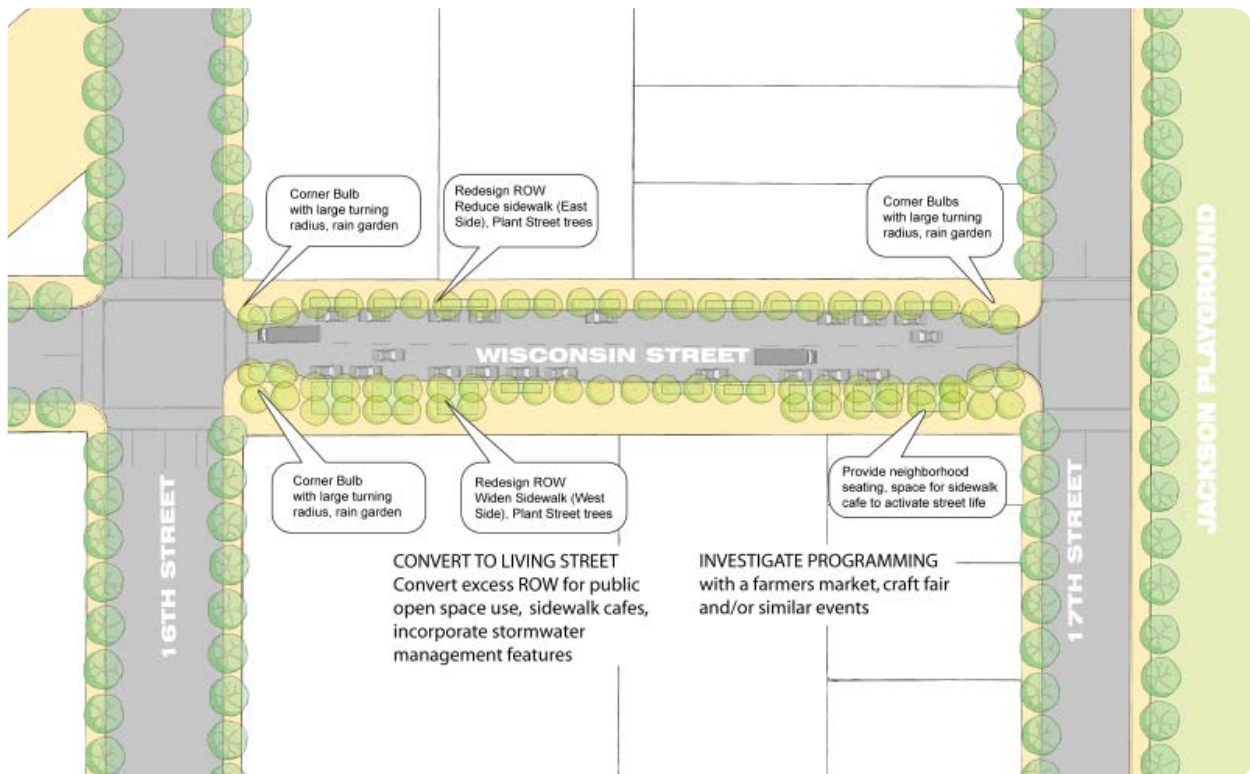 Corner Bulb
with large turning
radius, rain garden
Redesign ROW
Reduce sidewalk (East
Side), Plant Street trees
Corner Bulbs
with large turning
radius, rain garden
WISCONSIN STREET
JACKSON PLAYGROUND
Corner Bulb
with large turning
radius, rain garden
Redesign ROW
Widen Sidewalk (West
Side), Plant Street trees
Provide neighborhood
seating, space for sidewalk
cafe to activate street life
16TH STREET
17TH STREET
CONVERT TO LIVING STREET
Convert excess ROW for public
open space use, sidewalk cafes,
incorporate stormwater
management features
INVESTIGATE PROGRAMMING
with a farmers market, craft fair
and/or similar events